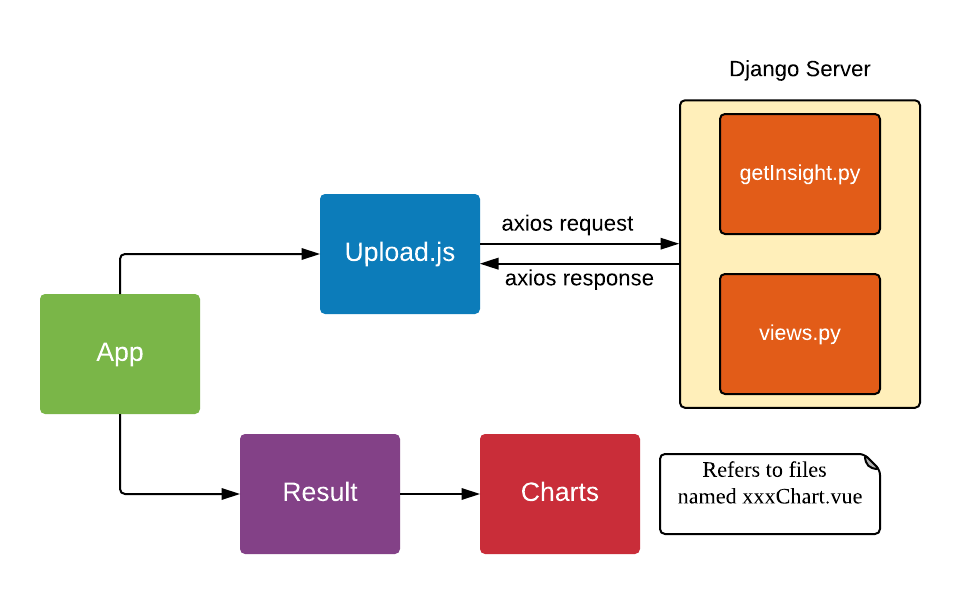 Django Server
getInsight.py
axios request
Upload.js
axios response
views.py
App
Refers to files
named xxxChart.vue
Result
Charts